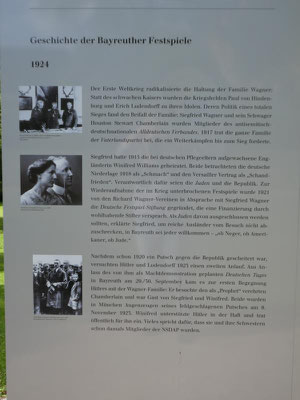 Geschichte der Bayreuther Festspiele
1924
Der Erste Weltkrieg radikalisierte die Haltung der Familie Wagner:
Statt des schwachen Kaisers wurden die Kriegshelden Paul von Hinden-
burg und Erich Ludendorff zu ihren Idolen. Deren Politik eines totalen
Sieges fand den Beifall der Familie. Siegfried Wagner und sein Schwager
Houston Stewart Chamberlain wurden Mitglieder des antisemitisch-
deutschnationalen Alldeutschen Verbandes. 1917 trat die ganze Familie
der Vaterlandspartei bei, die ein Weiterkämpfen bis zum Sieg forderte.
Siegfried hatte 1915 die bei deutschen Pflegeeltern aufgewachsene Eng-
länderin Winifred Williams geheiratet. Beide betrachteten die deutsche
Niederlage 1918 als „Schmach“ und den Versailler Vertrag als „Schand-
frieden“. Verantwortlich dafür seien die Juden und die Republik. Zur
Wiederaufnahme der im Krieg unterbrochenen Festspiele wurde 1921
von den Richard Wagner-Vereinen in Absprache mit Siegfried Wagner
die Deutsche Festspiel-Stiftung gegründet, die eine Finanzierung durch
wohlhabende Stifter versprach. Als Juden davon ausgeschlossen werden
sollten, erklärte Siegfried, um reiche Ausländer vom Besuch nicht ab-
zuschrecken, in Bayreuth sei jeder willkommen – „ob Neger, ob Ameri-
kaner, ob Jude.“
Nachdem schon 1920 ein Putsch gegen die Republik gescheitert war,
versuchten Hitler und Ludendorff 1923 einen zweiten Anlauf. Aus An-
lass des von ihm als Machtdemonstration geplanten Deutschen Tages
in Bayreuth am 29./30. September kam es zur ersten Begegnung
Hitlers mit der Wagner-Familie: Er besuchte den als „Prophet“ verehrten
Chamberlain und war Gast von Siegfried und Winifred. Beide wurden
in München Augenzeugen seines fehlgeschlagenen Putsches am 9.
November 1923. Winifred unterstützte Hitler in der Haft und trat
öffentlich für ihn ein. Vieles spricht dafür, dass sie und ihre Schwestern
schon damals Mitglieder der NSDAP wurden.